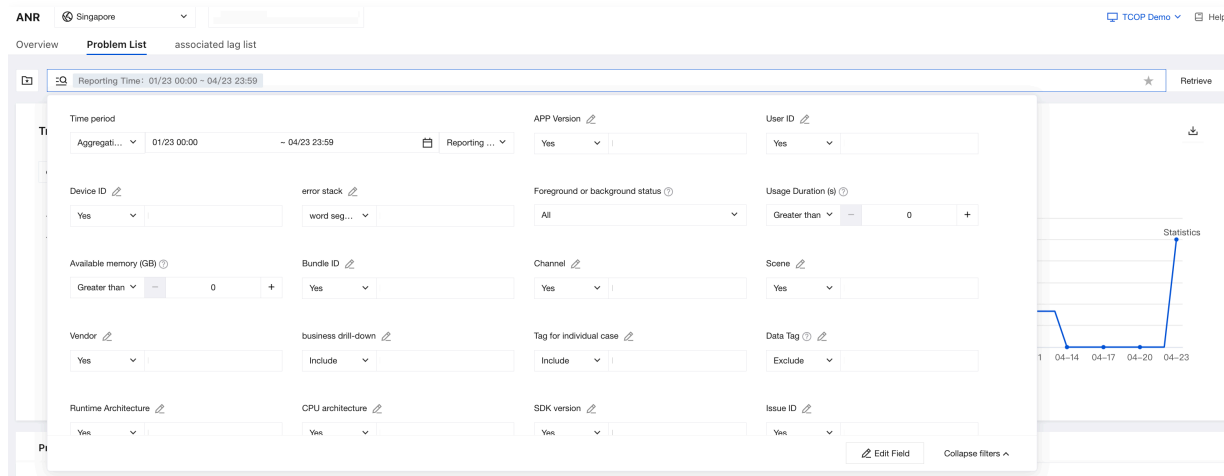 ANR Singapore TCOP Demo Help
Overview Problem List associated lag list
Reporting Time: 01/23 00:00 ~ 04/23 23:59 Retrieve
Time period APP Version User ID
Aggregati... 01/23 00:00 ~ 04/23 23:59 Reporting ... Yes Yes
Device ID error stack Foreground or background status Usage Duration (s)
Yes word seg... All Greater than − 0 +
Statistics
Available memory (GB) Bundle ID Channel Scene
Greater than − 0 + Yes Yes Yes
Vendor business drill-down Tag for individual case Data Tag
Yes Include Include Exclude
04-14 04-17 04-20 04-23
Runtime Architecture CPU architecture SDK version Issue ID
Yes Yes Yes Yes
Edit Field Collapse filters